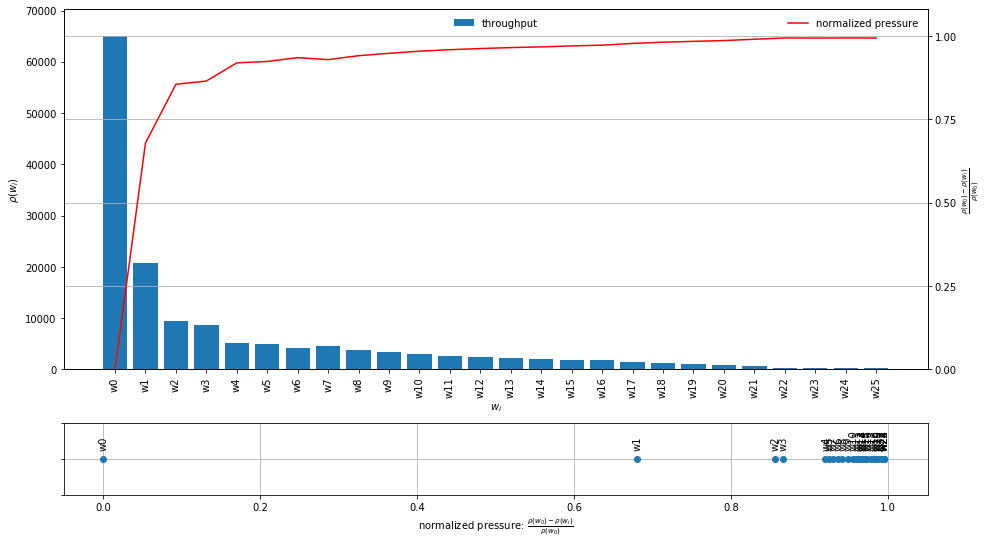 throughput
normalized pressure
70000
60000
50000
40000
30000
20000
10000
0
ρ(wᵢ)
1.00
0.75
0.50
0.25
0.00
ρ(w₀) − ρ(wᵢ)
ρ(w₀)
w0 w1 w2 w3 w4 w5 w6 w7 w8 w9 w10 w11 w12 w13 w14 w15 w16 w17 w18 w19 w20 w21 w22 w23 w24 w25
wᵢ
w0 w1 w2 w3 w4
0.0 0.2 0.4 0.6 0.8 1.0
normalized pressure: ρ(w₀) − ρ(wᵢ)
ρ(w₀)